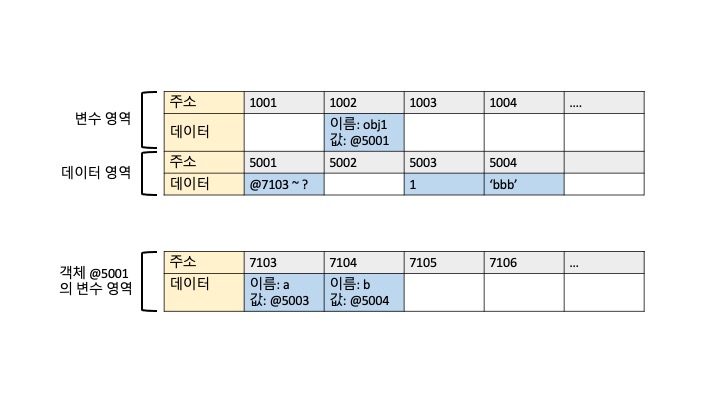 변수 영역
주소 1001 1002 1003 1004 ....
데이터 이름: obj1
값: @5001
데이터 영역
주소 5001 5002 5003 5004
데이터 @7103 ~ ? 1 ‘bbb’
객체 @5001
의 변수 영역
주소 7103 7104 7105 7106 ...
데이터 이름: a 이름: b
값: @5003 값: @5004